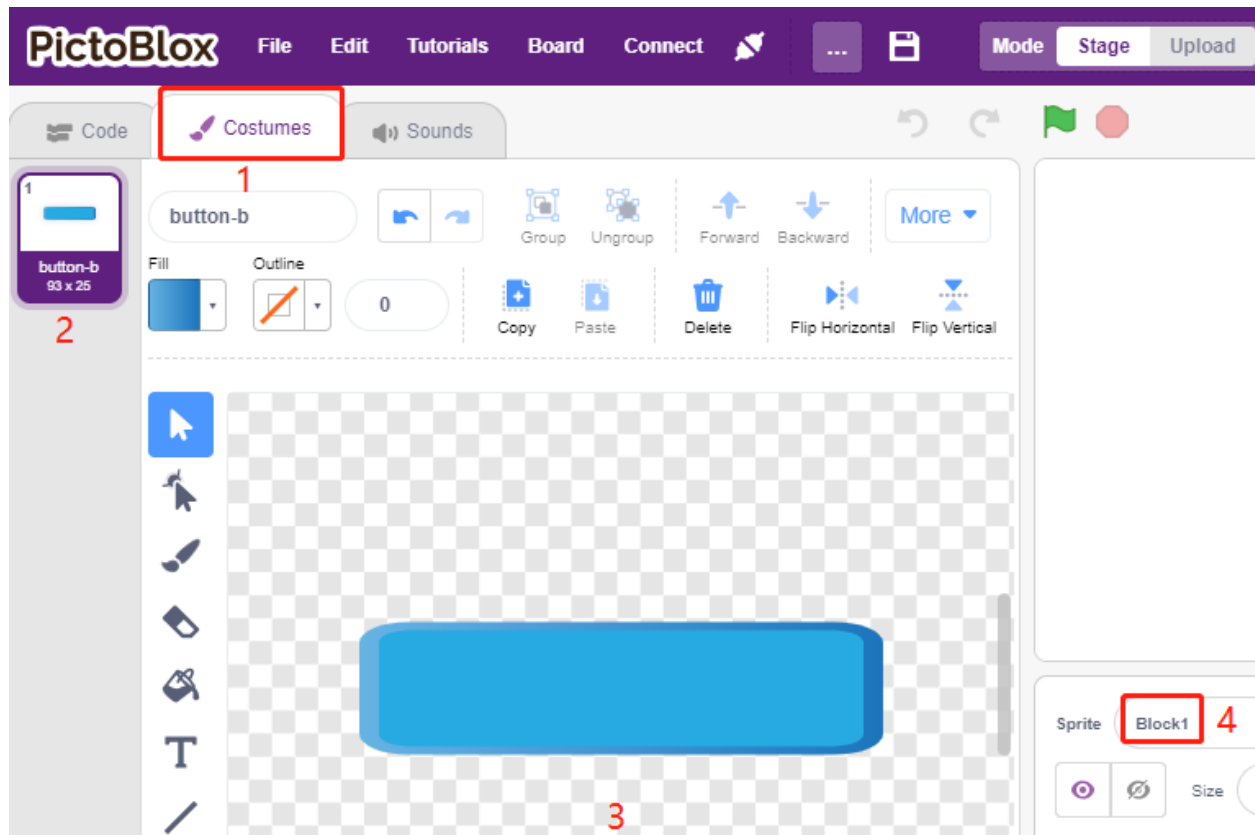 PictoBlox File Edit Tutorials Board Connect ... Mode Stage Upload
Code Costumes Sounds
1
1
button-b
93 x 25
2
button-b
Group Ungroup Forward Backward More
Fill Outline
0
Copy Paste Delete Flip Horizontal Flip Vertical
T
3
Sprite Block1 4
Size